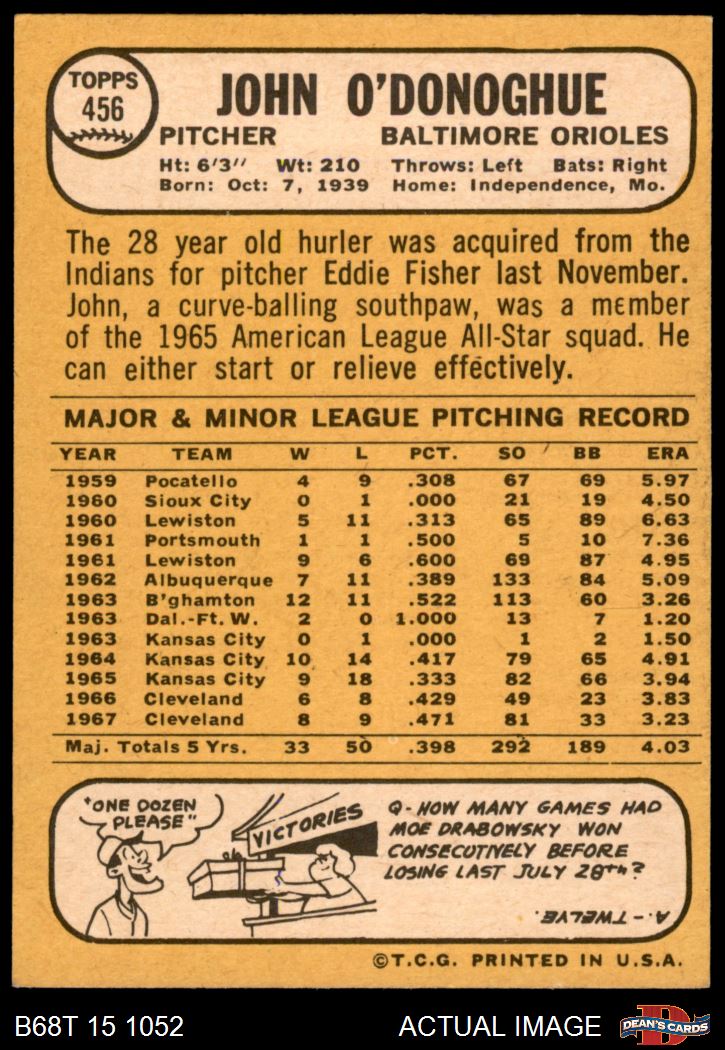 TOPPS
456
JOHN O'DONOGHUE
PITCHER BALTIMORE ORIOLES
Ht: 6'3" Wt: 210 Throws: Left Bats: Right
Born: Oct: 7, 1939 Home: Independence, Mo.
The 28 year old hurler was acquired from the
Indians for pitcher Eddie Fisher last November.
John, a curve-balling southpaw, was a member
of the 1965 American League All-Star squad. He
can either start or relieve effectively.
MAJOR & MINOR LEAGUE PITCHING RECORD
YEAR TEAM W L PCT. SO BB ERA
1959 Pocatello 4 9 .308 67 69 5.97
1960 Sioux City 0 1 .000 21 19 4.50
1960 Lewiston 5 11 .313 65 89 6.63
1961 Portsmouth 1 1 .500 5 10 7.36
1961 Lewiston 9 6 .600 69 87 4.95
1962 Albuquerque 7 11 .389 133 84 5.09
1963 B'ghamton 12 11 .522 113 60 3.26
1963 Dal.-Ft. W. 2 0 1.000 13 7 1.20
1963 Kansas City 0 1 .000 1 2 1.50
1964 Kansas City 10 14 .417 79 65 4.91
1965 Kansas City 9 18 .333 82 66 3.94
1966 Cleveland 6 8 .429 49 23 3.83
1967 Cleveland 8 9 .471 81 33 3.23
Maj. Totals 5 Yrs. 33 50 .398 292 189 4.03
"ONE DOZEN
PLEASE"
VICTORIES
Q- HOW MANY GAMES HAD
MOE DRABOWSKY WON
CONSECUTIVELY BEFORE
LOSING LAST JULY 28TH?
A.- TWELVE.
©T.C.G. PRINTED IN U.S.A.
B68T 15 1052 ACTUAL IMAGE
D
DEAN'S CARDS